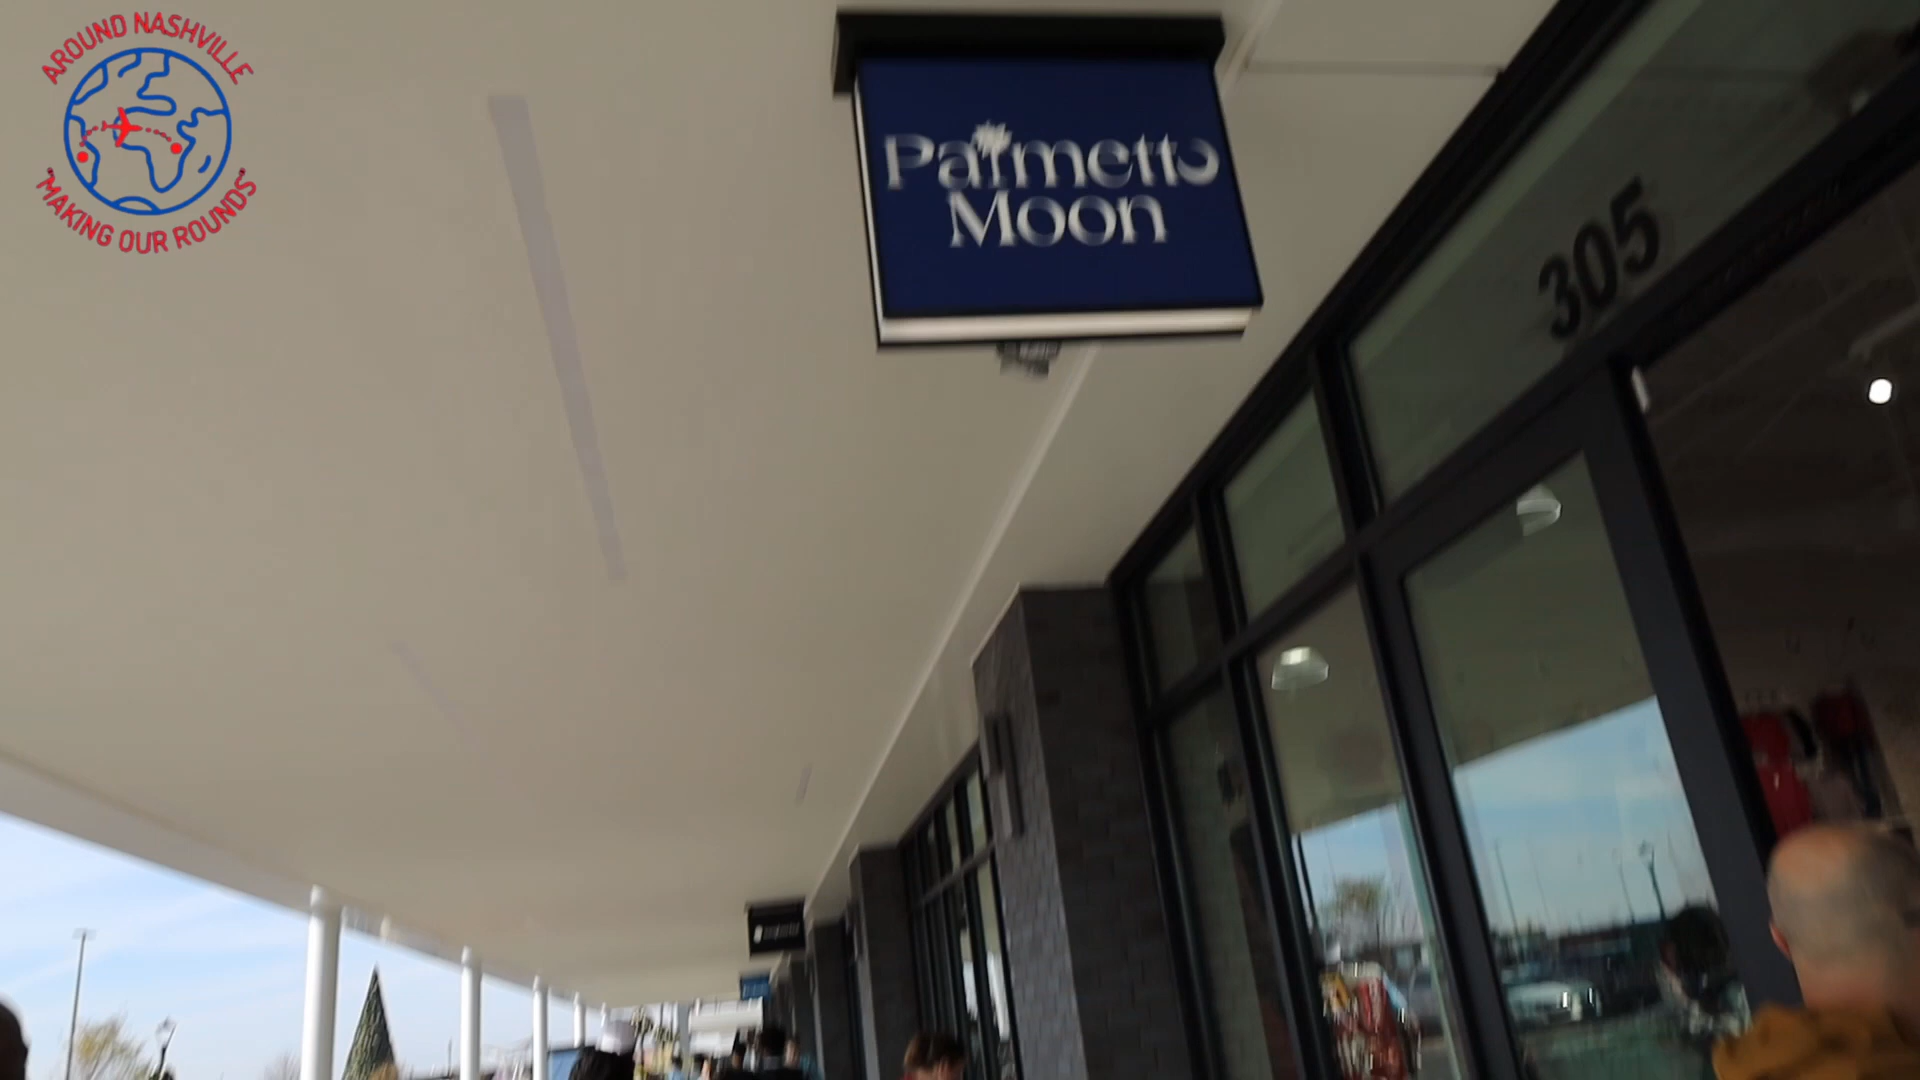 AROUND NASHVILLE
"MAKING OUR ROUNDS"
Palmetto
Moon
305